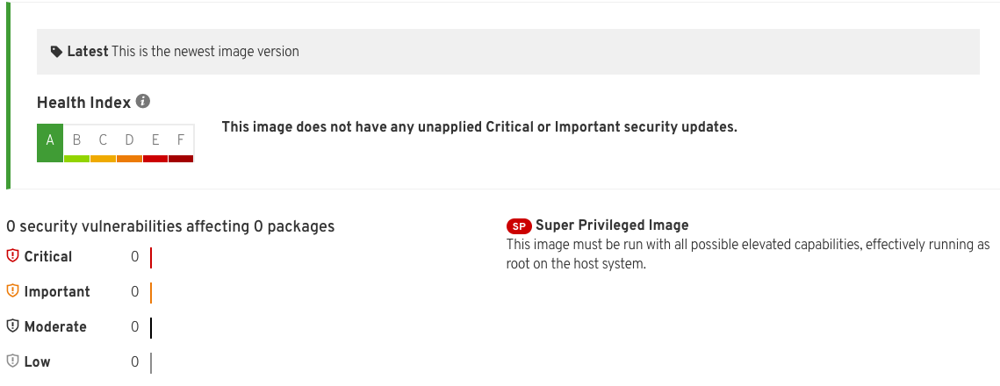 Latest This is the newest image version
Health Index
A B C D E F
This image does not have any unapplied Critical or Important security updates.
0 security vulnerabilities affecting 0 packages
Critical 0
Important 0
Moderate 0
Low 0
SP Super Privileged Image
This image must be run with all possible elevated capabilities, effectively running as
root on the host system.